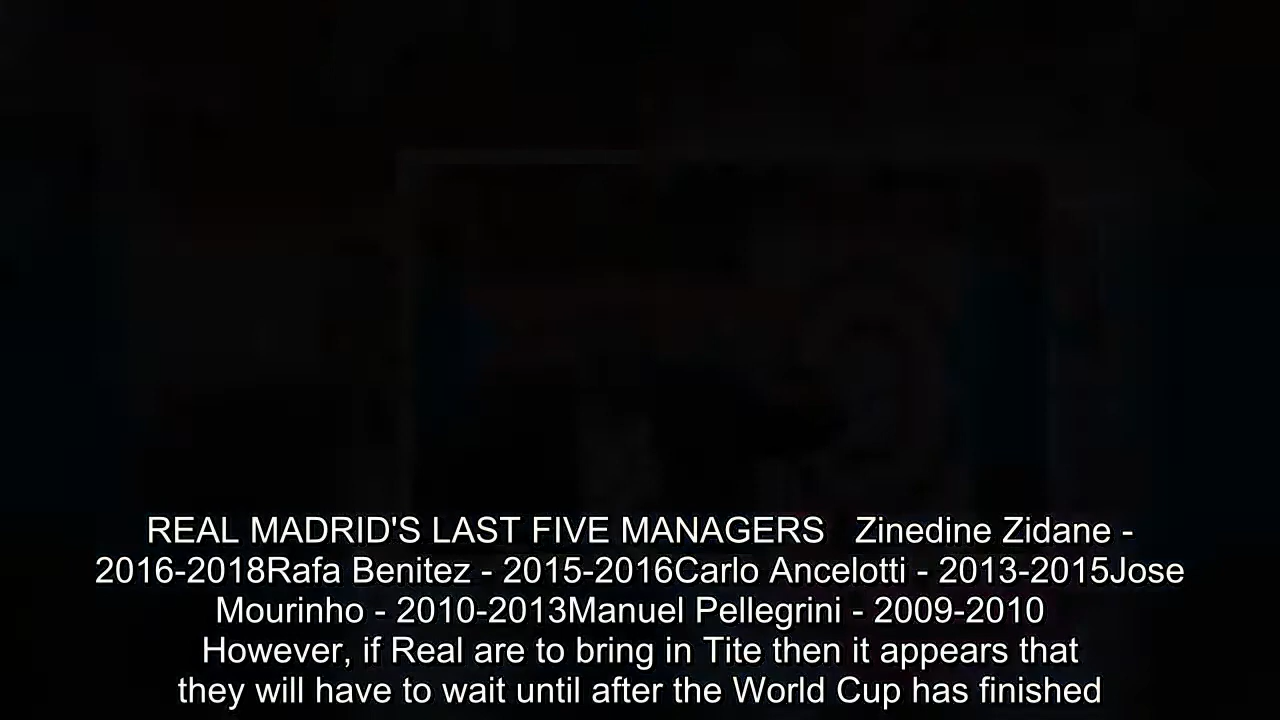 REAL MADRID'S LAST FIVE MANAGERS   Zinedine Zidane -
2016-2018Rafa Benitez - 2015-2016Carlo Ancelotti - 2013-2015Jose
Mourinho - 2010-2013Manuel Pellegrini - 2009-2010
However, if Real are to bring in Tite then it appears that
they will have to wait until after the World Cup has finished